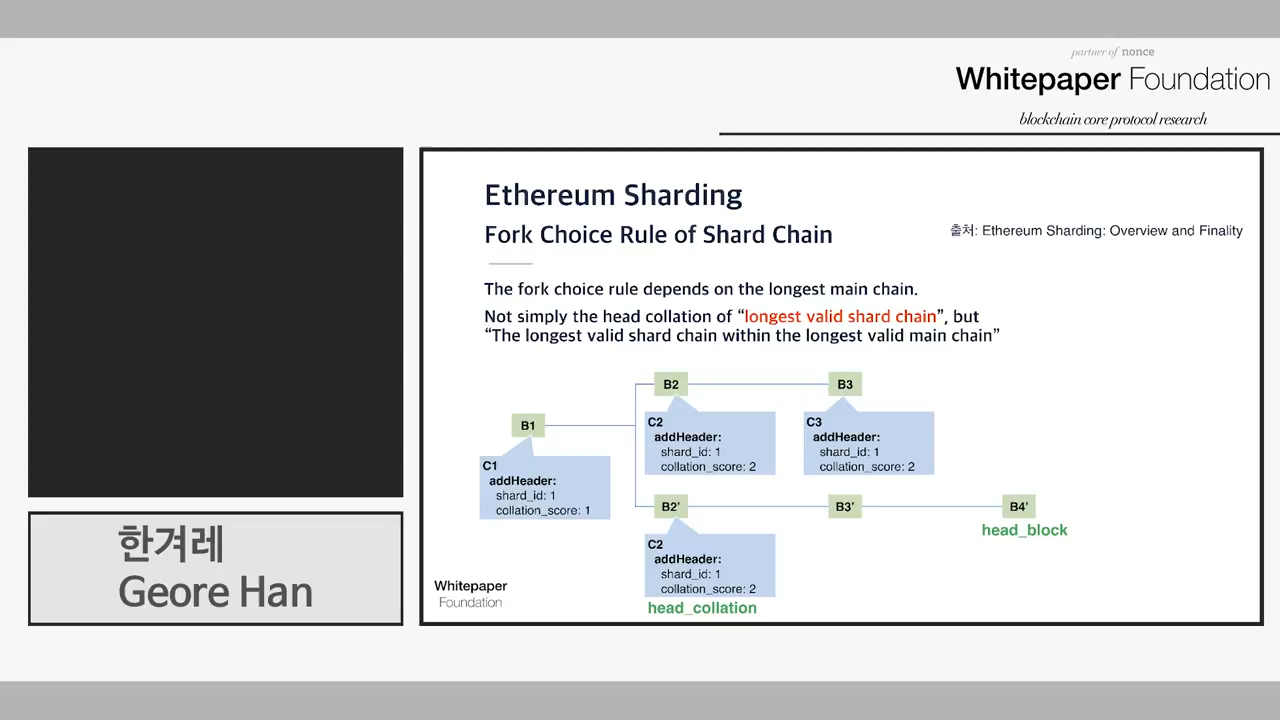 partner of nonce
Whitepaper Foundation
blockchain core protocol research
Ethereum Sharding
Fork Choice Rule of Shard Chain
출처: Ethereum Sharding: Overview and Finality
The fork choice rule depends on the longest main chain.
Not simply the head collation of “longest valid shard chain”, but
“The longest valid shard chain within the longest valid main chain”
B1
C1
addHeader:
shard_id: 1
collation_score: 1
B2
C2
addHeader:
shard_id: 1
collation_score: 2
B3
C3
addHeader:
shard_id: 1
collation_score: 2
B2’
C2
addHeader:
shard_id: 1
collation_score: 2
head_collation
B3’
B4’
head_block
Whitepaper
Foundation
한겨레
Geore Han